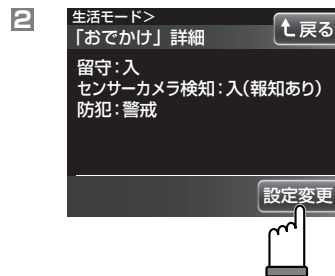 2
生活モード>
「おでかけ」詳細
戻る
留守:入
センサーカメラ検知:入(報知あり)
防犯:警戒
設定変更